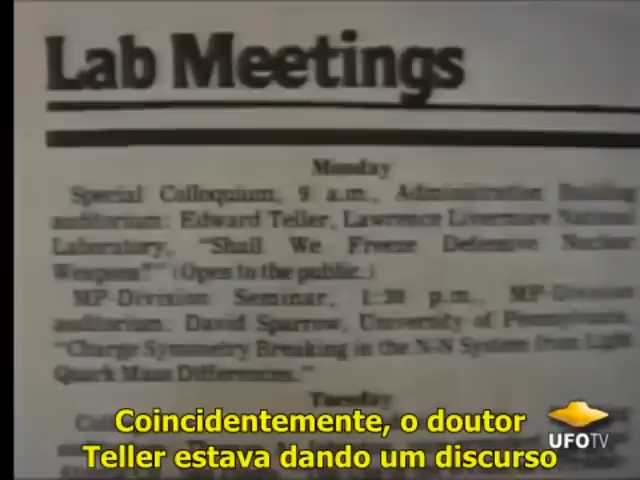 Lab Meetings
Monday
Special Colloquium, 9 a.m., Administration Building
auditorium: Edward Teller, Lawrence Livermore National
Laboratory, "Shall We Freeze Defensive Nuclear
Weapons?" (Open to the public.)
MP-Division Seminar, 1:30 p.m., MP-Division
auditorium: David Sparrow, University of Pennsylvania,
"Charge Symmetry Breaking in the N-N System from Light
Quark Mass Differences."
Tuesday
Coincidentemente, o doutor
Teller estava dando um discurso
UFOTV